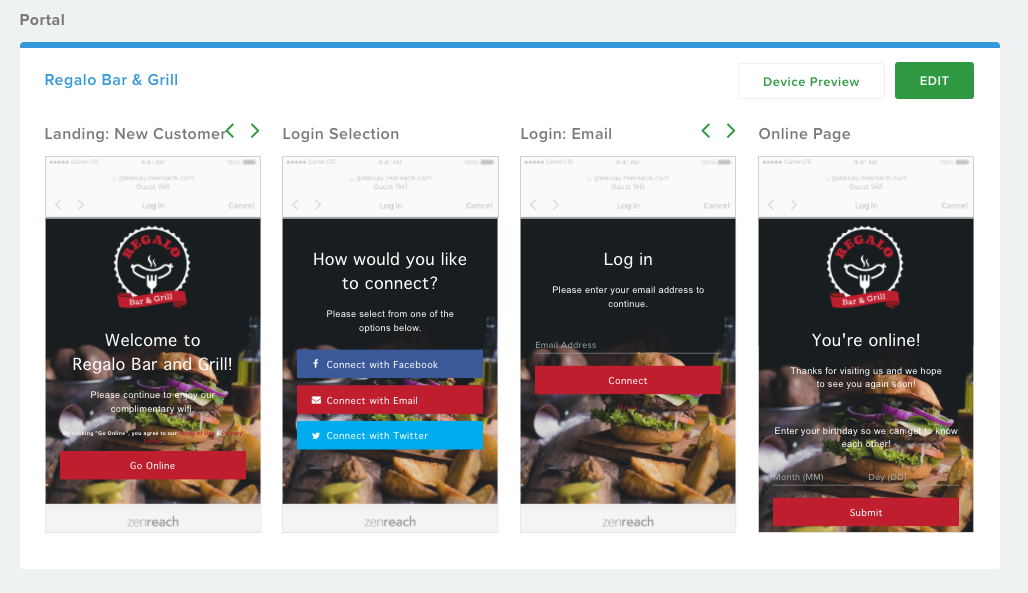 Portal
Regalo Bar & Grill
Device Preview
EDIT
Landing: New Customer
Login Selection
Login: Email
Online Page
Carrier LTE
9:41 AM
100%
gateway.zenreach.com
Guest Wifi
Log In
Cancel
REGALO
Bar & Grill
Welcome to
Regalo Bar and Grill!
Please continue to enjoy our
complimentary wifi.
By clicking "Go Online", you agree to our Terms of Use & Privacy
Policy
Go Online
zenreach
Carrier LTE
9:41 AM
100%
gateway.zenreach.com
Guest Wifi
Log In
Cancel
How would you like
to connect?
Please select from one of the
options below.
Connect with Facebook
Connect with Email
Connect with Twitter
zenreach
Carrier LTE
9:41 AM
100%
gateway.zenreach.com
Guest Wifi
Log In
Cancel
Log in
Please enter your email address to
continue.
Email Address
Connect
zenreach
Carrier LTE
9:41 AM
100%
gateway.zenreach.com
Guest Wifi
Log In
Cancel
REGALO
Bar & Grill
You're online!
Thanks for visiting us and we hope
to see you again soon!
Enter your birthday so we can get to know
each other!
Month (MM)
Day (DD)
Submit